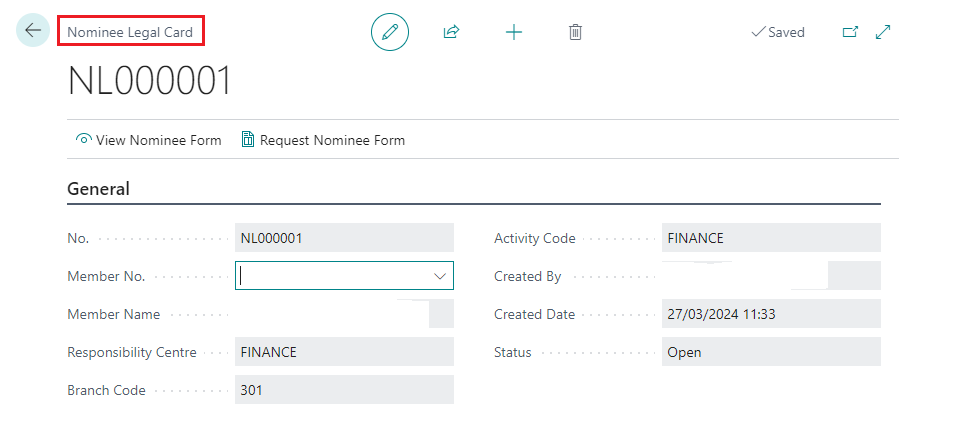 Nominee Legal Card
Saved
NL000001
View Nominee Form Request Nominee Form
General
No. NL000001 Activity Code FINANCE
Member No. Created By
Member Name Created Date 27/03/2024 11:33
Responsibility Centre FINANCE Status Open
Branch Code 301